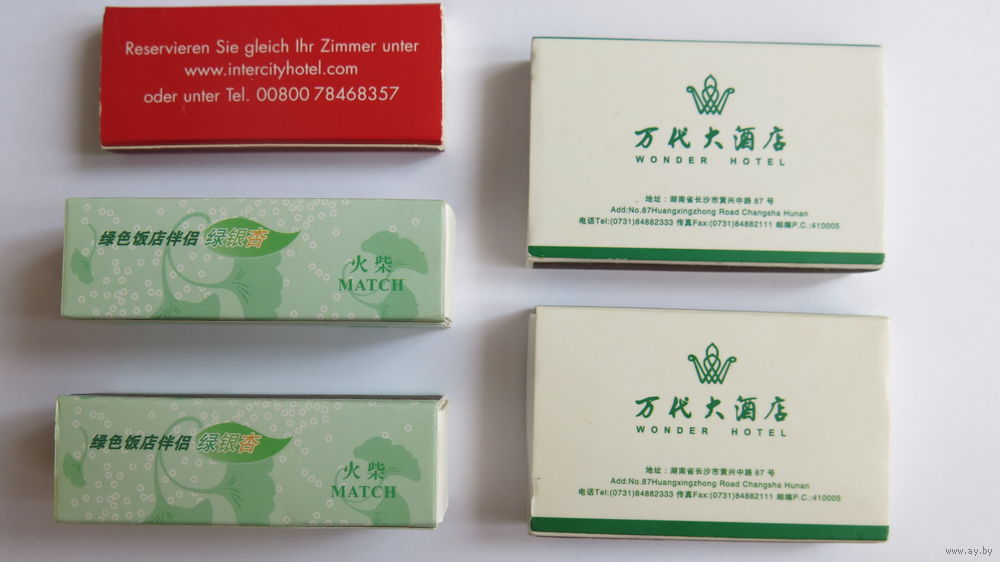 Reservieren Sie gleich Ihr Zimmer unter
www.intercityhotel.com
oder unter Tel. 00800 78468357
绿色饭店伴侣 绿银杏
火柴
MATCH
绿色饭店伴侣 绿银杏
火柴
MATCH
万代大酒店
WONDER HOTEL
地址：湖南省长沙市黄兴中路 87 号
Add:No.87Huangxingzhong Road Changsha Hunan
电话Tel:(0731)84882333 传真Fax:(0731)84882111 邮编P.C.:410005
万代大酒店
WONDER HOTEL
地址：湖南省长沙市黄兴中路 87 号
Add:No.87Huangxingzhong Road Changsha Hunan
电话Tel:(0731)84882333 传真Fax:(0731)84882111 邮编P.C.:410005
www.ay.by